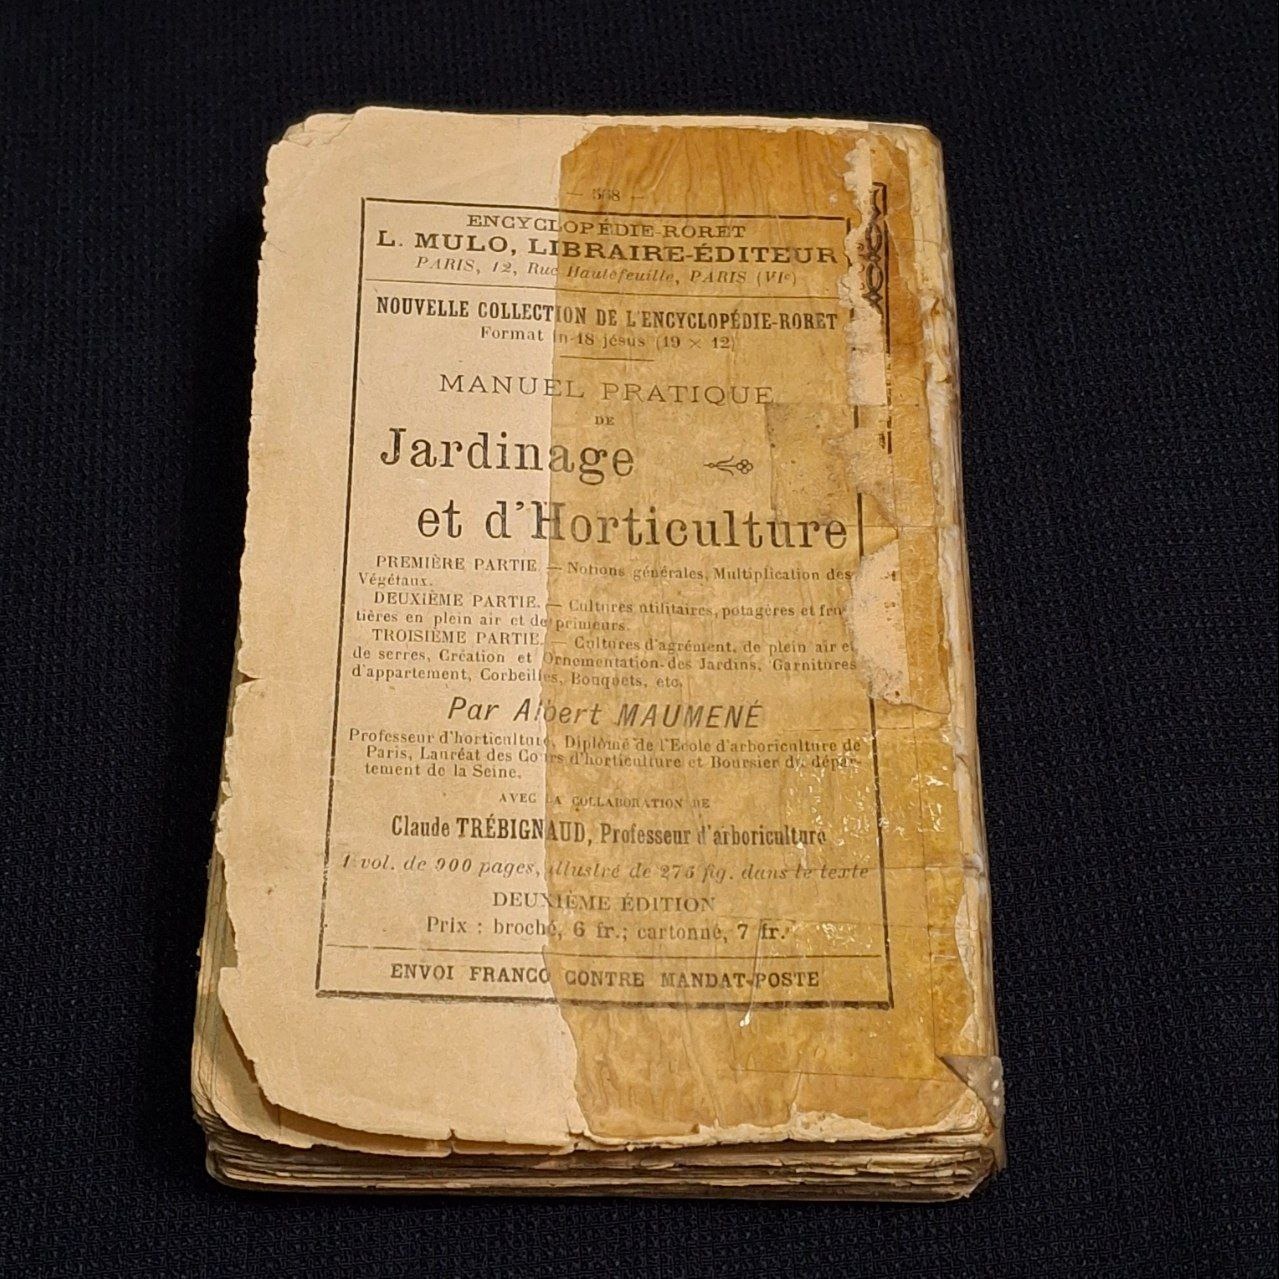 — 568 —
ENCYCLOPÉDIE-RORET
L. MULO, LIBRAIRE-ÉDITEUR
PARIS, 12, Rue Hautefeuille, PARIS (VIe)
NOUVELLE COLLECTION DE L'ENCYCLOPÉDIE-RORET
Format in-18 jésus (19 × 12)
MANUEL PRATIQUE
DE
Jardinage
et d'Horticulture
PREMIÈRE PARTIE — Notions générales, Multiplication des
Végétaux.
DEUXIÈME PARTIE. — Cultures utilitaires, potagères et frui
tières en plein air et de primeurs.
TROISIÈME PARTIE. — Cultures d'agrément, de plein air et
de serres, Création et Ornementation des Jardins, Garnitures
d'appartement, Corbeilles, Bouquets, etc.
Par Albert MAUMENÉ
Professeur d'horticulture, Diplômé de l'Ecole d'arboriculture de
Paris, Lauréat des Cours d'horticulture et Boursier du dépar-
tement de la Seine.
AVEC LA COLLABORATION DE
Claude TRÉBIGNAUD, Professeur d'arboriculture
1 vol. de 900 pages, illustré de 275 fig. dans le texte
DEUXIÈME ÉDITION
Prix : broché, 6 fr.; cartonné, 7 fr.
ENVOI FRANCO CONTRE MANDAT-POSTE